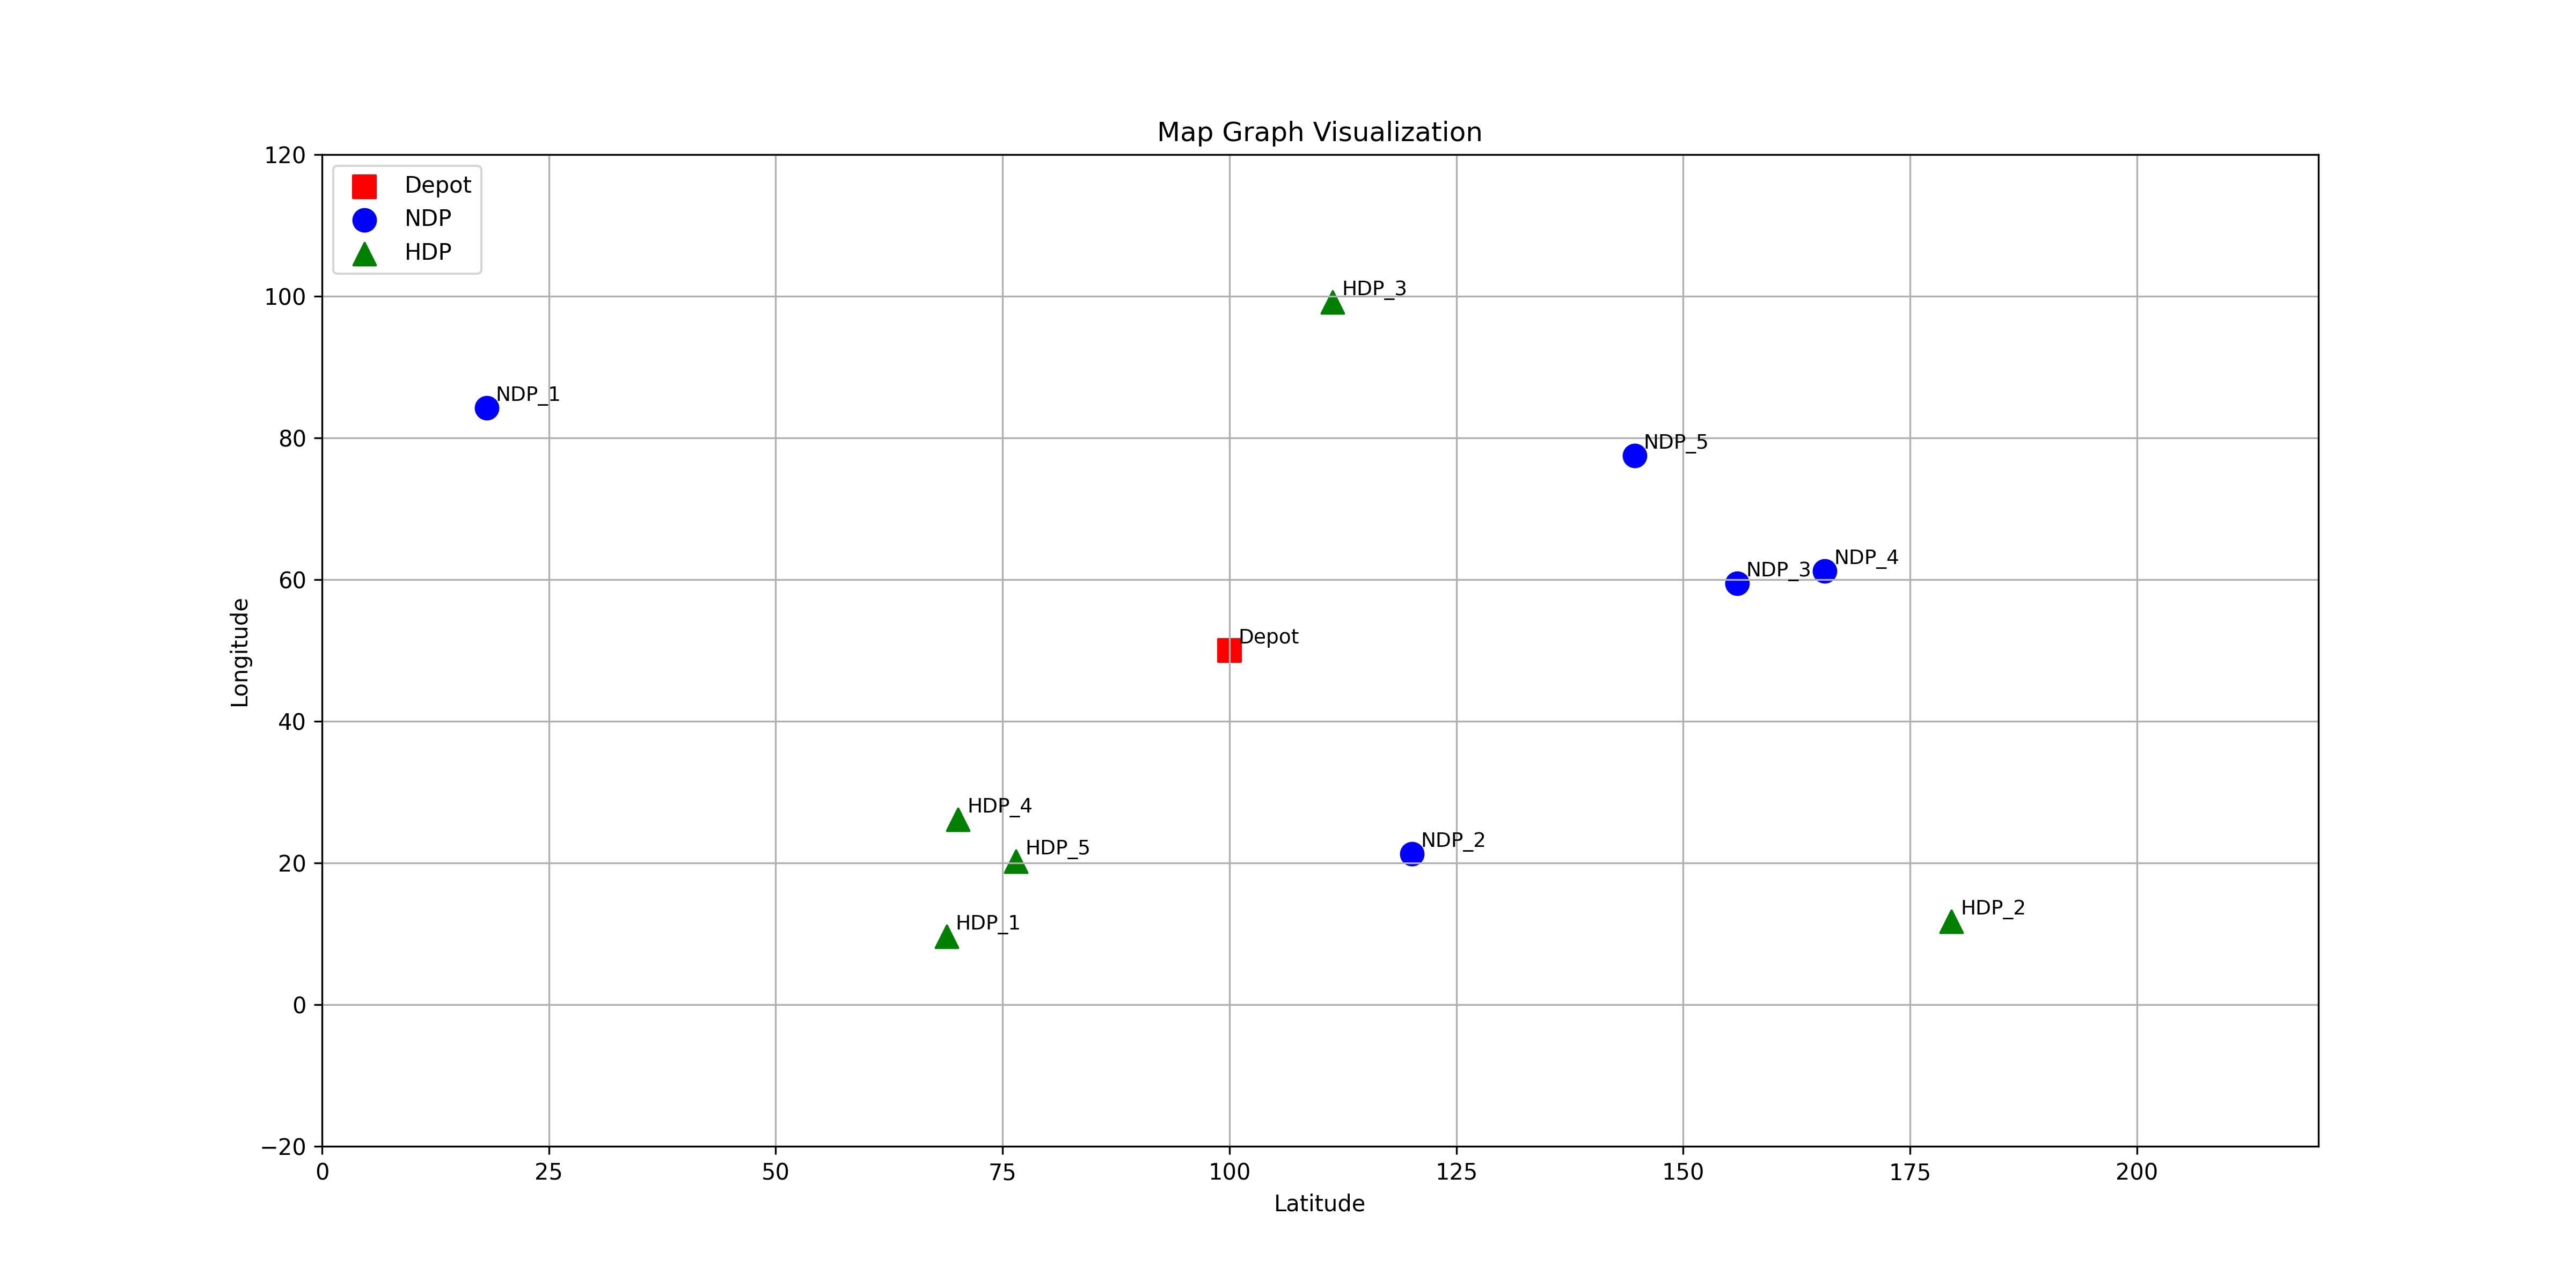 Map Graph Visualization
120
100
80
60
40
20
0
−20
Longitude
Depot
NDP
HDP
HDP_3
NDP_1
NDP_5
NDP_4
NDP_3
Depot
HDP_4
HDP_5
NDP_2
HDP_2
HDP_1
0 25 50 75 100 125 150 175 200
Latitude